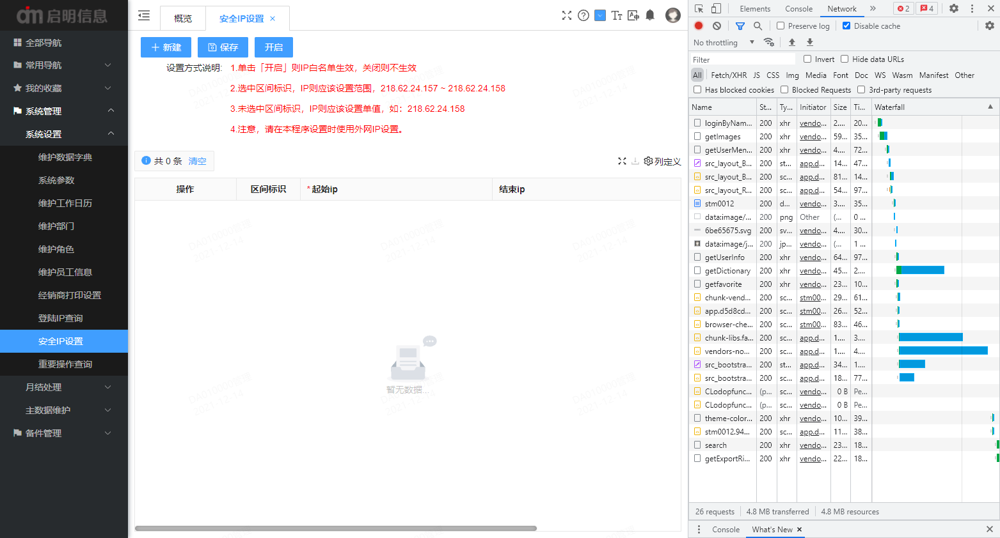 启明信息
全部导航
常用导航
我的收藏
系统管理
系统设置
维护数据字典
系统参数
维护工作日历
维护部门
维护角色
维护员工信息
经销商打印设置
登陆IP查询
安全IP设置
重要操作查询
月结处理
主数据维护
备件管理
概览
安全IP设置 ×
新建 保存 开启
设置方式说明: 1.单击「开启」则IP白名单生效，关闭则不生效
2.选中区间标识，IP则应该设置范围，218.62.24.157 ~ 218.62.24.158
3.未选中区间标识，IP则应该设置单值，如：218.62.24.158
4.注意，请在本程序设置时使用外网IP设置。
共 0 条 清空
列定义
操作 区间标识 *起始ip 结束ip
DA010000管理
2021-12-14
暂无数据...
Elements Console Network » 2 4
Preserve log Disable cache
No throttling
Filter Invert Hide data URLs
All Fetch/XHR JS CSS Img Media Font Doc WS Wasm Manifest Other
Has blocked cookies Blocked Requests 3rd-party requests
Name St... Ty... Initiator Size Ti... Waterfall
loginByNam... 200 xhr vendo... 2.... 20...
getImages 200 xhr vendo... 59... 35...
getUserMen... 200 xhr vendo... 4.... 72...
src_layout_B... 200 st... app.d... 14... 47...
src_layout_B... 200 sc... app.d... 81... 14...
src_layout_R... 200 sc... app.d... 54... 97...
stm0012 200 d... vendo... 3.... 35...
data:image/... 200 png Other (... 0 ...
6be65675.svg 200 sv... vendo... 4.... 30...
data:image/j... 200 jp... vendo... (... 1 ...
getUserInfo 200 xhr vendo... 64... 97...
getDictionary 200 xhr vendo... 45... 2....
getfavorite 200 xhr vendo... 23... 10...
chunk-vend... 200 sc... stm00... 29... 61...
app.d5d8cd... 200 sc... stm00... 26... 52...
browser-che... 200 sc... stm00... 83... 46...
chunk-libs.fa... 200 sc... app.d... 1.... 3....
vendors-no... 200 sc... app.d... 1.... 4....
src_bootstra... 200 st... app.d... 34... 1....
src_bootstra... 200 sc... app.d... 18... 77...
CLodopfunc... (p... sc... vendo... 0 B Pe...
CLodopfunc... (p... sc... vendo... 0 B Pe...
theme-color... 200 xhr vendo... 10... 39...
stm0012.94... 200 sc... app.d... 11... 38...
search 200 xhr vendo... 23... 18...
getExportRi... 200 xhr vendo... 22... 18...
26 requests 4.8 MB transferred 4.8 MB resources
Console What's New ×